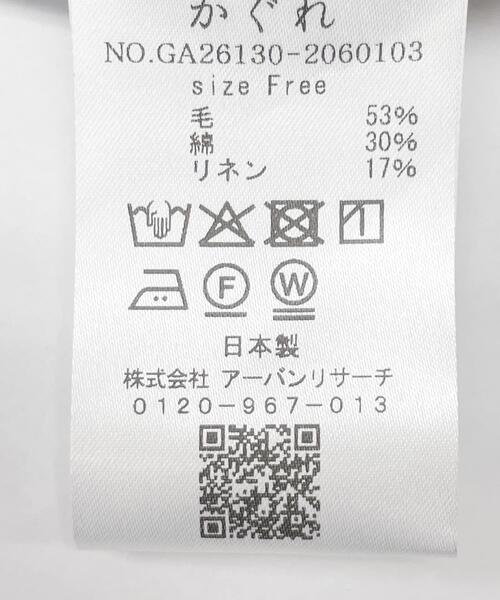 かぐれ
NO.GA26130-2060103
size Free
毛 53%
綿 30%
リネン 17%
F W
日本製
株式会社 アーバンリサーチ
0120-967-013